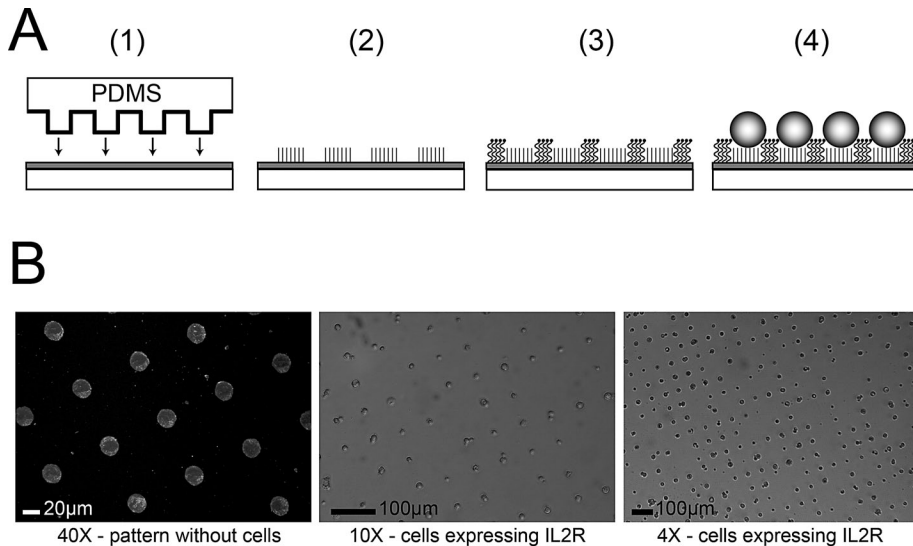 A
(1)
(2)
(3)
(4)
PDMS
B
20µm
100µm
100µm
40X - pattern without cells
10X - cells expressing IL2R
4X - cells expressing IL2R